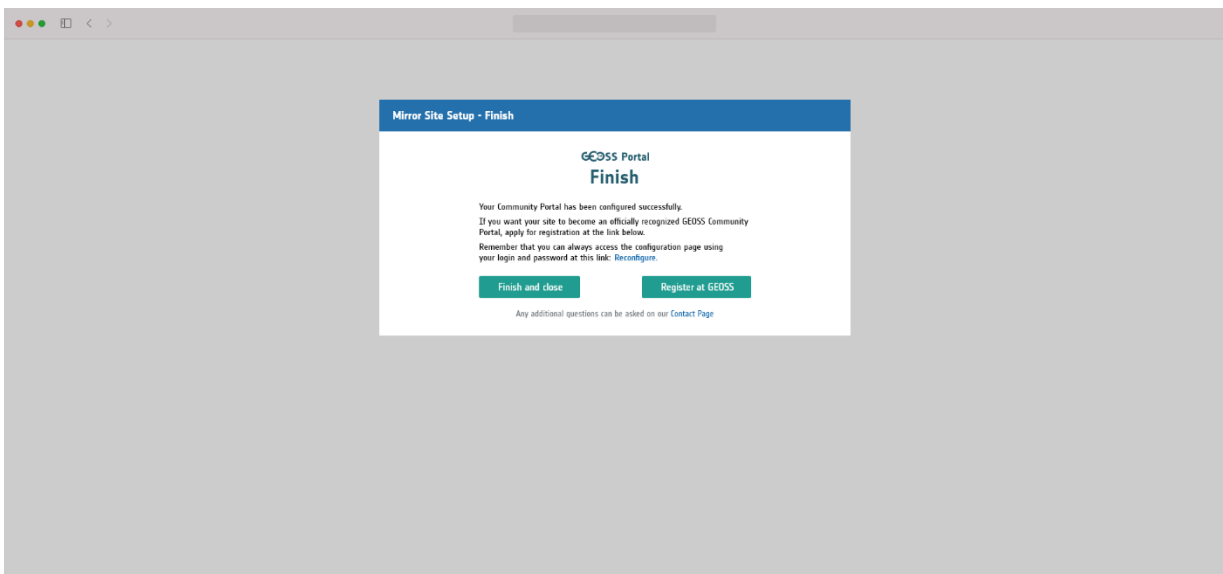 Mirror Site Setup - Finish
GEOSS Portal
Finish
Your Community Portal has been configured successfully.
If you want your site to become an officially recognized GEOSS Community
Portal, apply for registration at the link below.
Remember that you can always access the configuration page using
your login and password at this link: Reconfigure.
Finish and close
Register at GEOSS
Any additional questions can be asked on our Contact Page